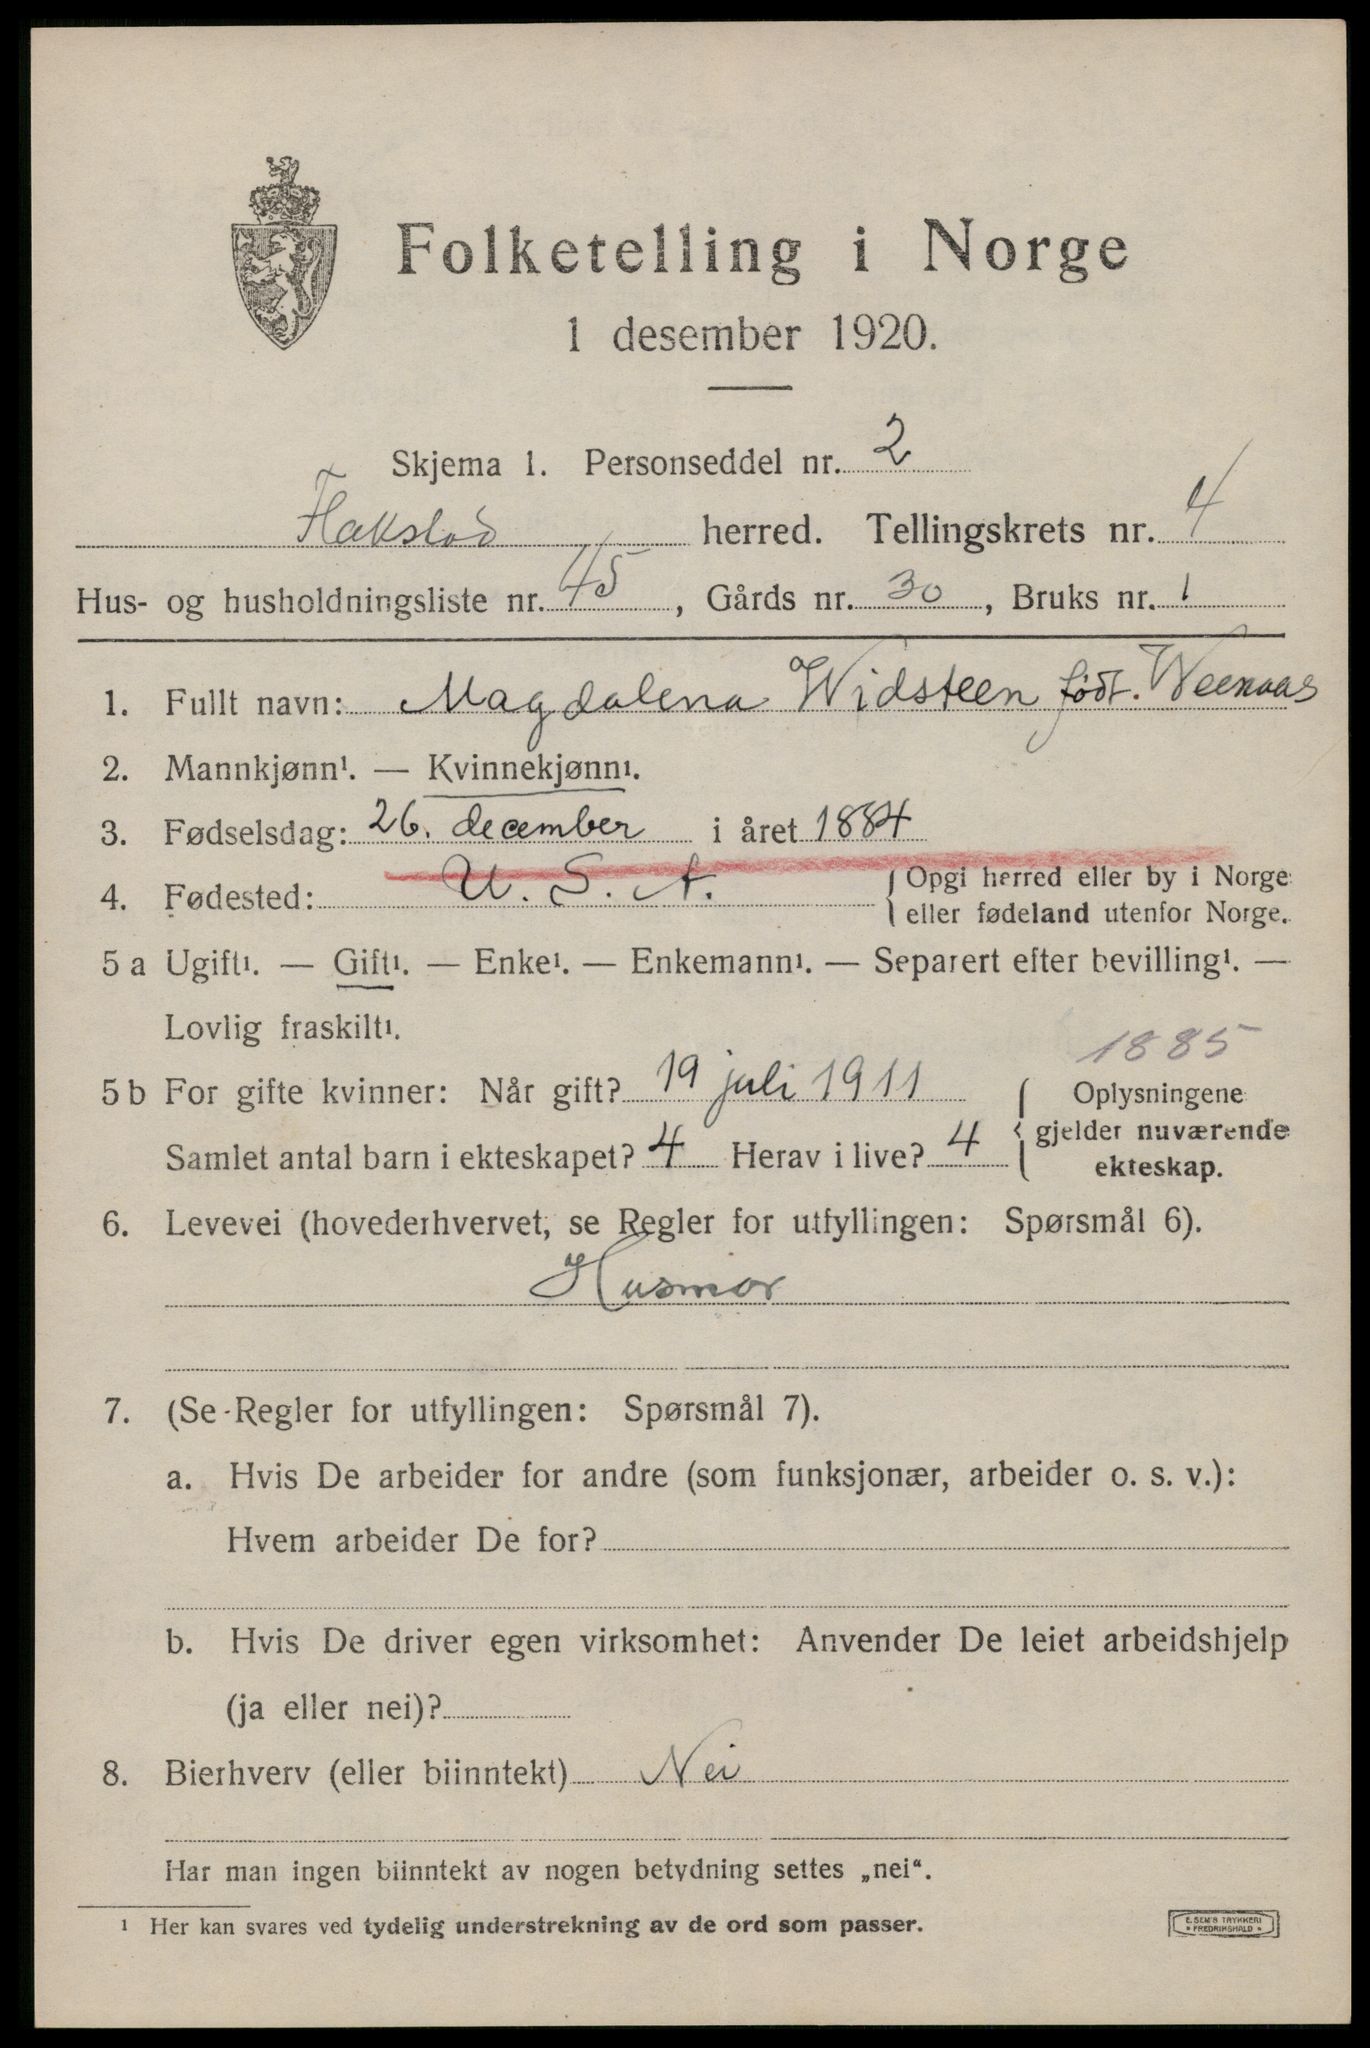 Folketelling i Norge
1 desember 1920.
Skjema 1. Personseddel nr. 2
Flakstad herred. Tellingskrets nr. 4
Hus- og husholdningsliste nr. 45, Gårds nr. 30, Bruks nr. 1
1. Fullt navn: Magdalena Widsteen født. Weenaas
2. Mannkjønn¹. — Kvinnekjønn¹.
3. Fødselsdag: 26. december i året 1884
4. Fødested: U. S. A. { Opgi herred eller by i Norge
eller fødeland utenfor Norge.
5 a Ugift¹. — Gift¹. — Enke¹. — Enkemann¹. — Separert efter bevilling¹. —
Lovlig fraskilt¹.
1885
5 b For gifte kvinner: Når gift? 19 juli 1911 { Oplysningene
gjelder nuværende
Samlet antal barn i ekteskapet? 4 Herav i live? 4
ekteskap.
6. Levevei (hovederhvervet, se Regler for utfyllingen: Spørsmål 6).
Husmor
7. (Se Regler for utfyllingen: Spørsmål 7).
a. Hvis De arbeider for andre (som funksjonær, arbeider o. s. v.):
Hvem arbeider De for?
b. Hvis De driver egen virksomhet: Anvender De leiet arbeidshjelp
(ja eller nei)?
8. Bierhverv (eller biinntekt) Nei
Har man ingen biinntekt av nogen betydning settes „nei“.
¹ Her kan svares ved tydelig understrekning av de ord som passer.
E. SEM'S TRYKKERI
• FREDRIKSHALD •